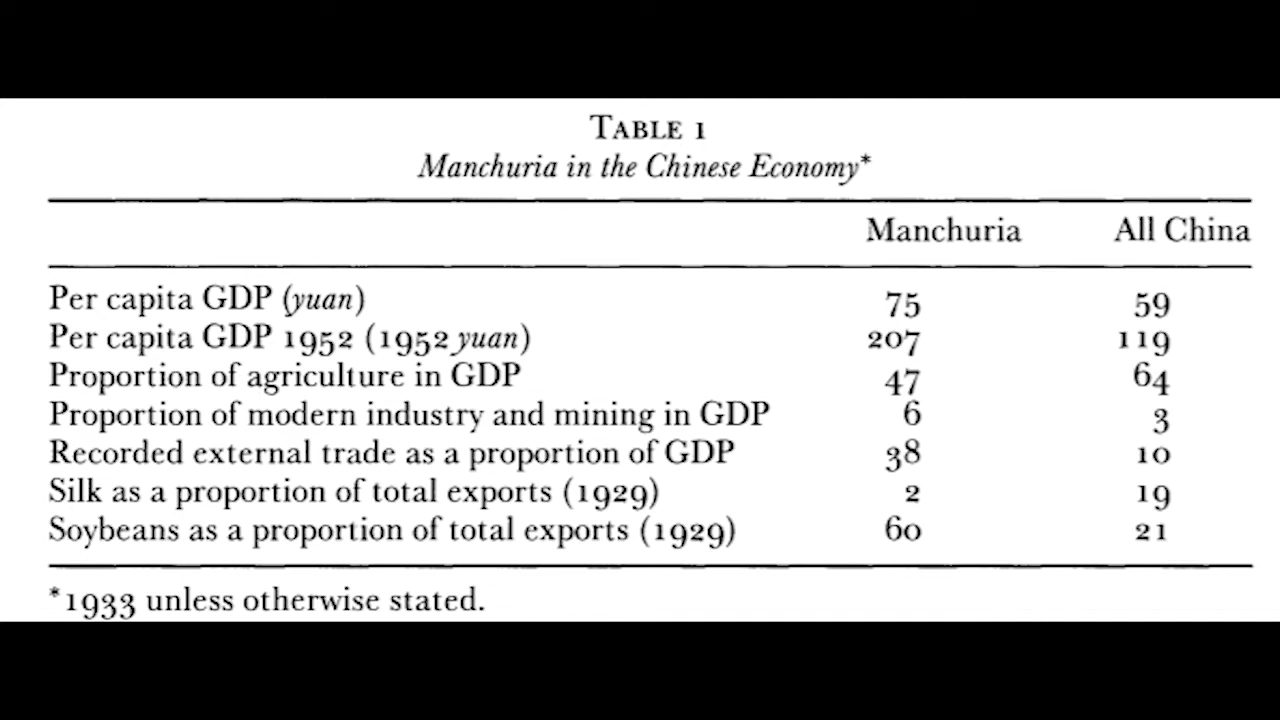 TABLE 1
Manchuria in the Chinese Economy*
Manchuria All China
Per capita GDP (yuan) 75 59
Per capita GDP 1952 (1952 yuan) 207 119
Proportion of agriculture in GDP 47 64
Proportion of modern industry and mining in GDP 6 3
Recorded external trade as a proportion of GDP 38 10
Silk as a proportion of total exports (1929) 2 19
Soybeans as a proportion of total exports (1929) 60 21
*1933 unless otherwise stated.